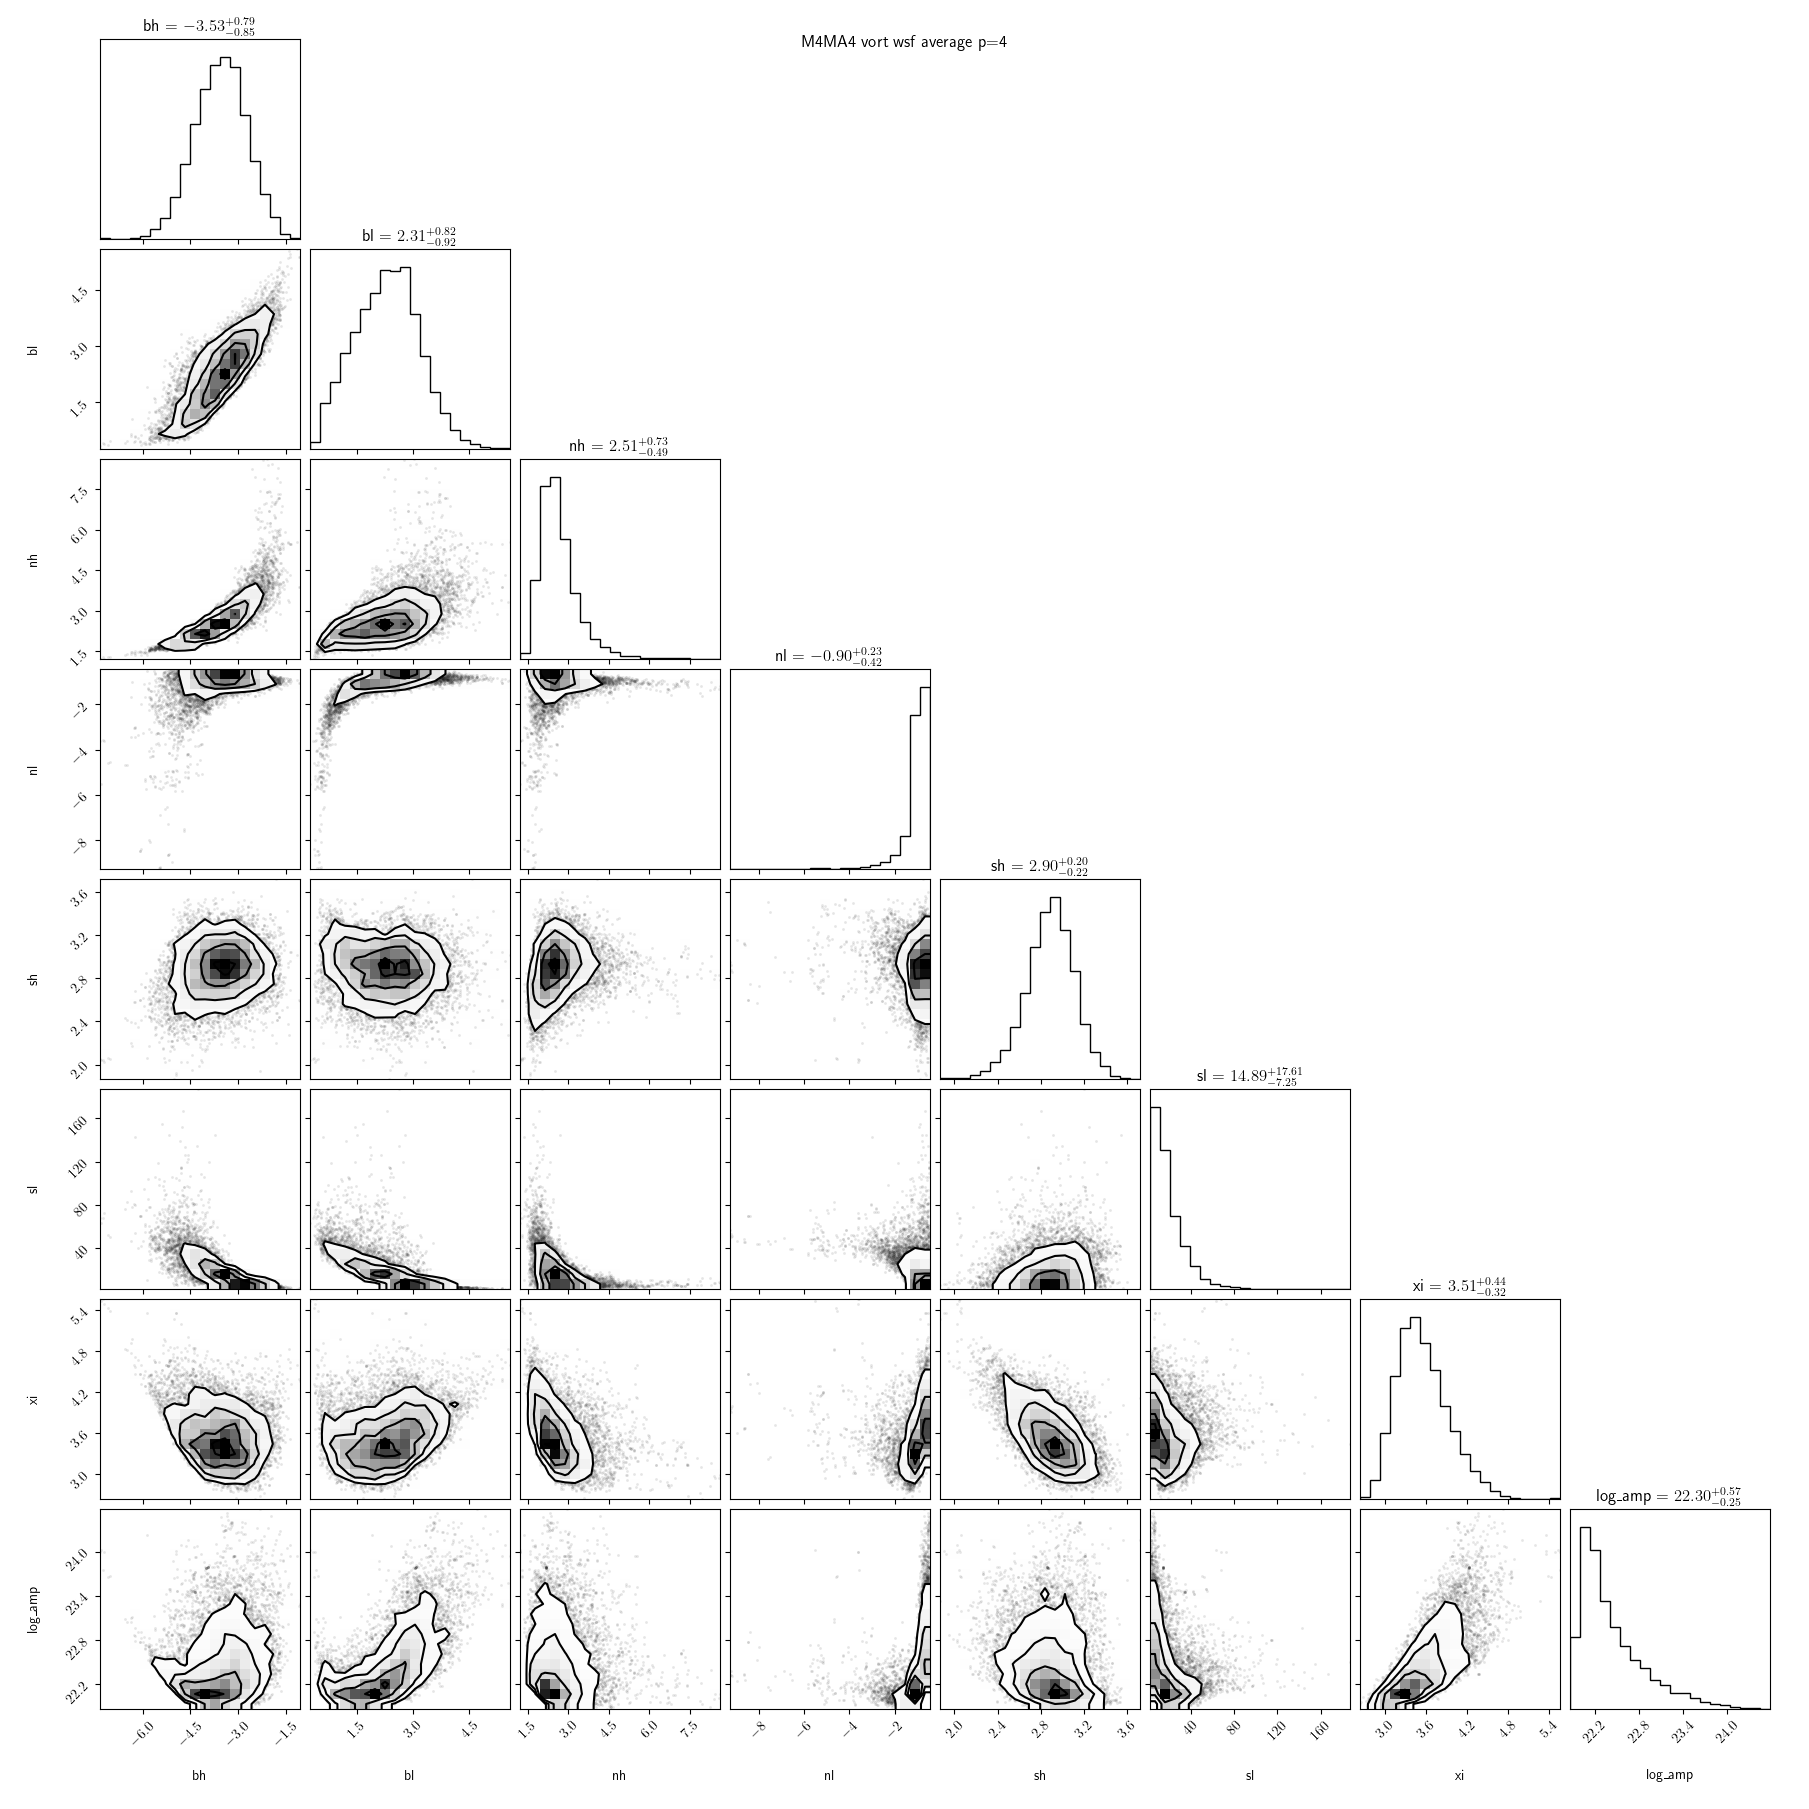 M4MA4 vort wsf average p=4
bh = −3.53+0.79−0.85
bl = 2.31+0.82−0.92
bl
4.5
3.0
1.5
nh = 2.51+0.73−0.49
nh
7.5
6.0
4.5
3.0
1.5
nl = −0.90+0.23−0.42
nl
−2
−4
−6
−8
sh = 2.90+0.20−0.22
sh
3.6
3.2
2.8
2.4
2.0
sl = 14.89+17.61−7.25
sl
160
120
80
40
xi = 3.51+0.44−0.32
xi
5.4
4.8
4.2
3.6
3.0
log_amp = 22.30+0.57−0.25
log_amp
24.0
23.4
22.8
22.2
−6.0 −4.5 −3.0 −1.5 1.5 3.0 4.5 1.5 3.0 4.5 6.0 7.5 −8 −6 −4 −2 2.0 2.4 2.8 3.2 3.6 40 80 120 160 3.0 3.6 4.2 4.8 5.4 22.2 22.8 23.4 24.0
bh bl nh nl sh sl xi log_amp